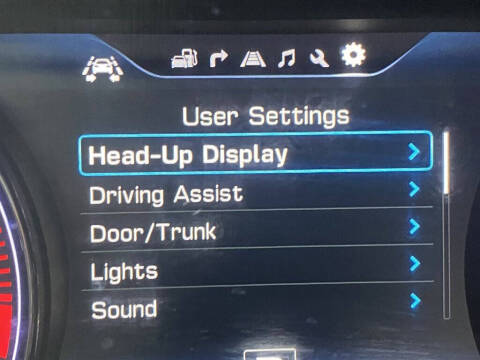 User Settings
Head-Up Display
Driving Assist
Door/Trunk
Lights
Sound